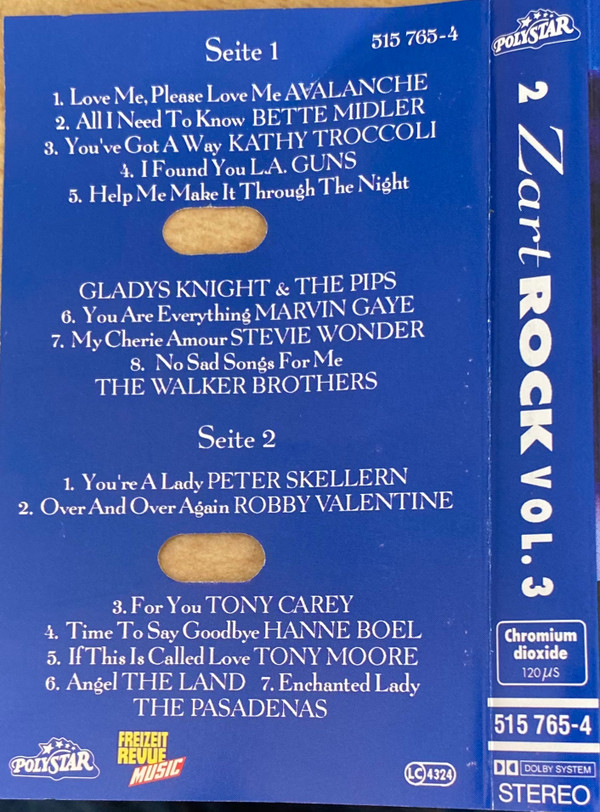 Seite 1
515 765-4
1. Love Me, Please Love Me AVALANCHE
2. All I Need To Know BETTE MIDLER
3. You've Got A Way KATHY TROCCOLI
4. I Found You L.A. GUNS
5. Help Me Make It Through The Night
GLADYS KNIGHT & THE PIPS
6. You Are Everything MARVIN GAYE
7. My Cherie Amour STEVIE WONDER
8. No Sad Songs For Me
THE WALKER BROTHERS
Seite 2
1. You're A Lady PETER SKELLERN
2. Over And Over Again ROBBY VALENTINE
3. For You TONY CAREY
4. Time To Say Goodbye HANNE BOEL
5. If This Is Called Love TONY MOORE
6. Angel THE LAND 7. Enchanted Lady
THE PASADENAS
POLYSTAR
FREIZEIT
REVUE
MUSIC
LC 4324
POLYSTAR
2 Zart ROCK VOL. 3
Chromium
dioxide
120 µS
515 765-4
DOLBY SYSTEM
STEREO